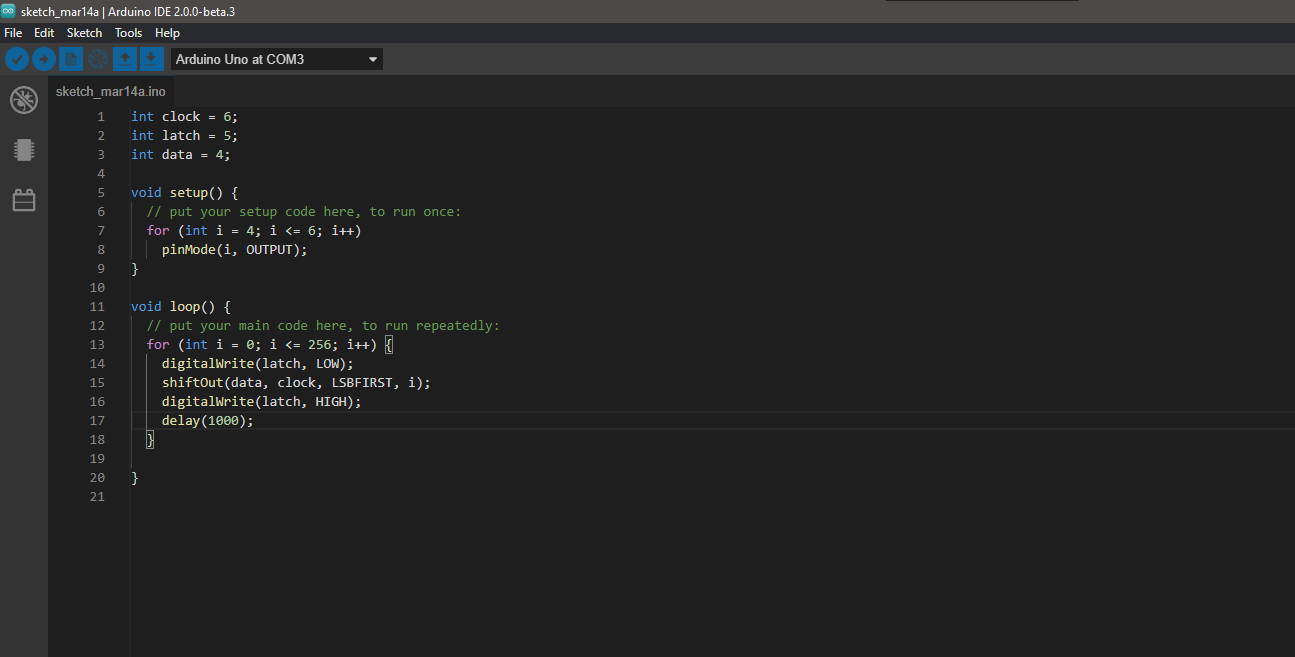 sketch_mar14a | Arduino IDE 2.0.0-beta.3
File Edit Sketch Tools Help
Arduino Uno at COM3
sketch_mar14a.ino
1 int clock = 6;
2 int latch = 5;
3 int data = 4;
4
5 void setup() {
6   // put your setup code here, to run once:
7   for (int i = 4; i <= 6; i++)
8     pinMode(i, OUTPUT);
9 }
10
11 void loop() {
12   // put your main code here, to run repeatedly:
13   for (int i = 0; i <= 256; i++) {
14     digitalWrite(latch, LOW);
15     shiftOut(data, clock, LSBFIRST, i);
16     digitalWrite(latch, HIGH);
17     delay(1000);
18   }
19
20 }
21